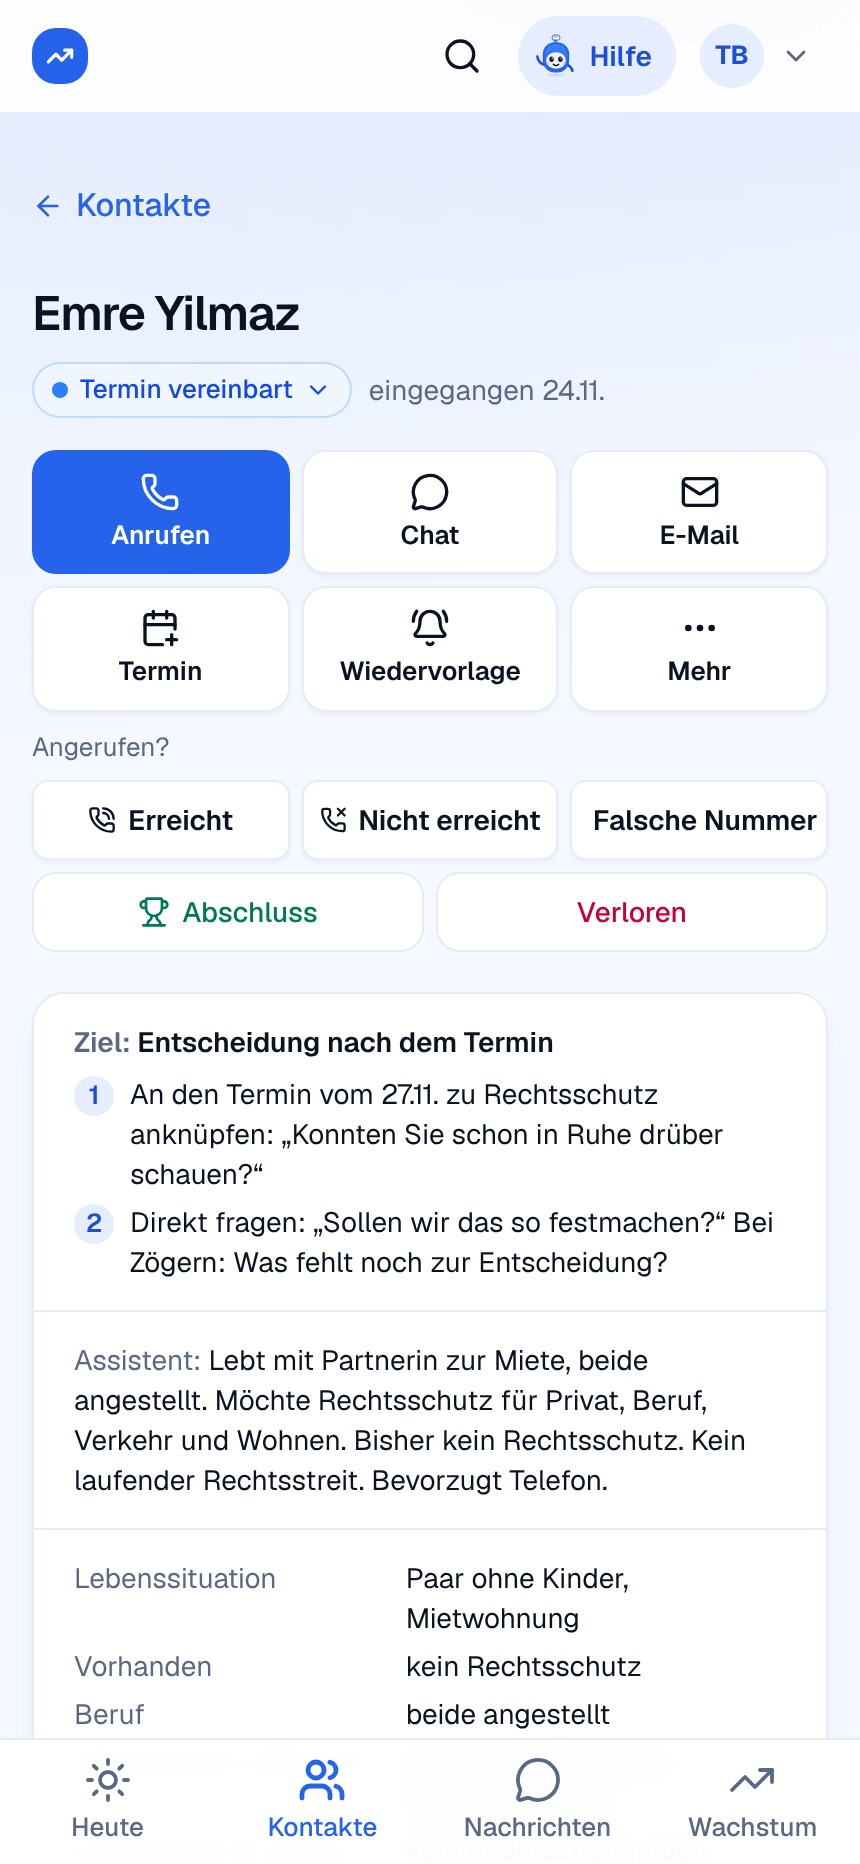 Hilfe
TB
Kontakte
Emre Yilmaz
Termin vereinbart
eingegangen 24.11.
Anrufen
Chat
E-Mail
Termin
Wiedervorlage
Mehr
Angerufen?
Erreicht
Nicht erreicht
Falsche Nummer
Abschluss
Verloren
Ziel: Entscheidung nach dem Termin
1 An den Termin vom 27.11. zu Rechtsschutz
anknüpfen: „Konnten Sie schon in Ruhe drüber
schauen?“
2 Direkt fragen: „Sollen wir das so festmachen?“ Bei
Zögern: Was fehlt noch zur Entscheidung?
Assistent: Lebt mit Partnerin zur Miete, beide
angestellt. Möchte Rechtsschutz für Privat, Beruf,
Verkehr und Wohnen. Bisher kein Rechtsschutz. Kein
laufender Rechtsstreit. Bevorzugt Telefon.
Lebenssituation
Paar ohne Kinder,
Mietwohnung
Vorhanden
kein Rechtsschutz
Beruf
beide angestellt
Heute
Kontakte
Nachrichten
Wachstum